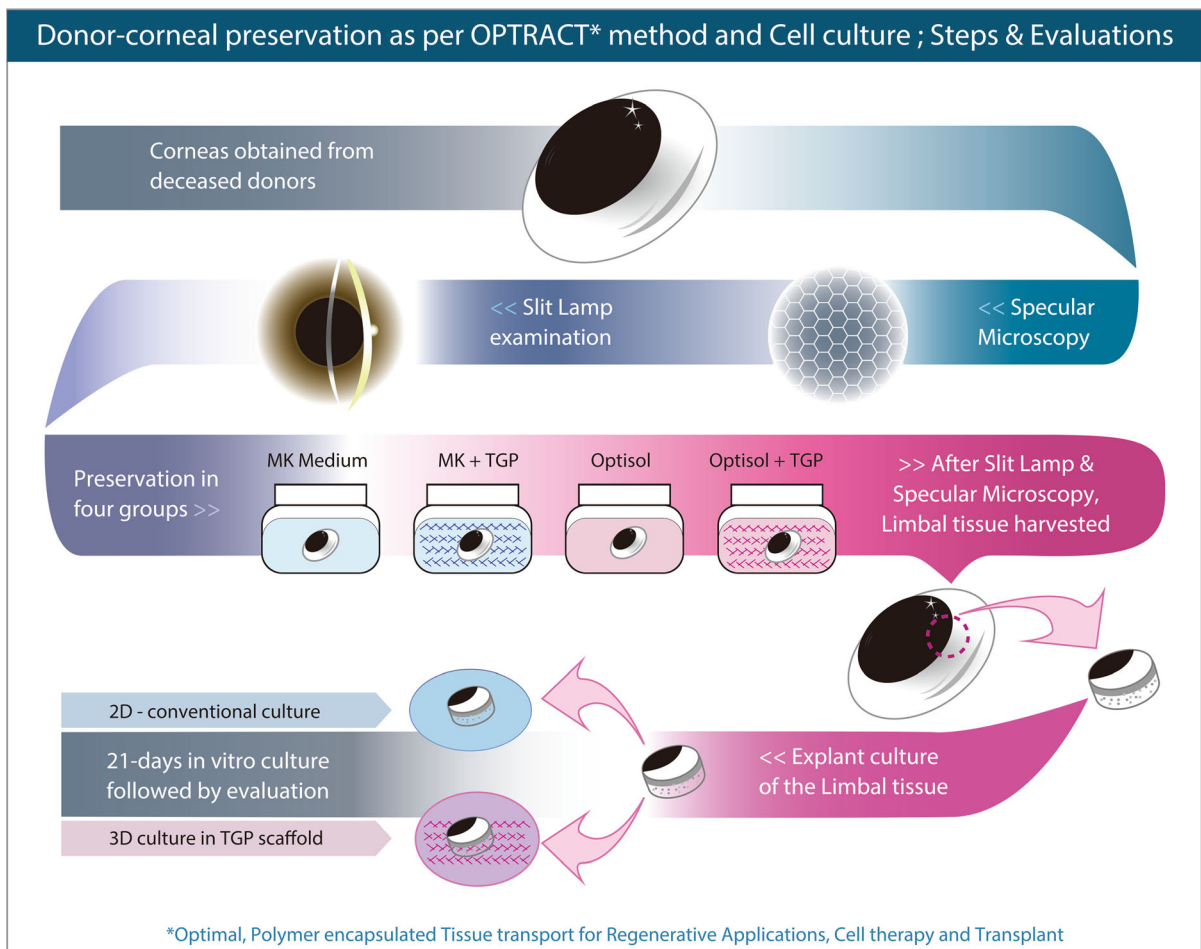 Donor-corneal preservation as per OPTRACT* method and Cell culture ; Steps & Evaluations
Corneas obtained from
deceased donors
<< Specular
Microscopy
<< Slit Lamp
examination
Preservation in
four groups >>
MK Medium
MK + TGP
Optisol
Optisol + TGP
>> After Slit Lamp &
Specular Microscopy,
Limbal tissue harvested
<< Explant culture
of the Limbal tissue
2D - conventional culture
21-days in vitro culture
followed by evaluation
3D culture in TGP scaffold
*Optimal, Polymer encapsulated Tissue transport for Regenerative Applications, Cell therapy and Transplant